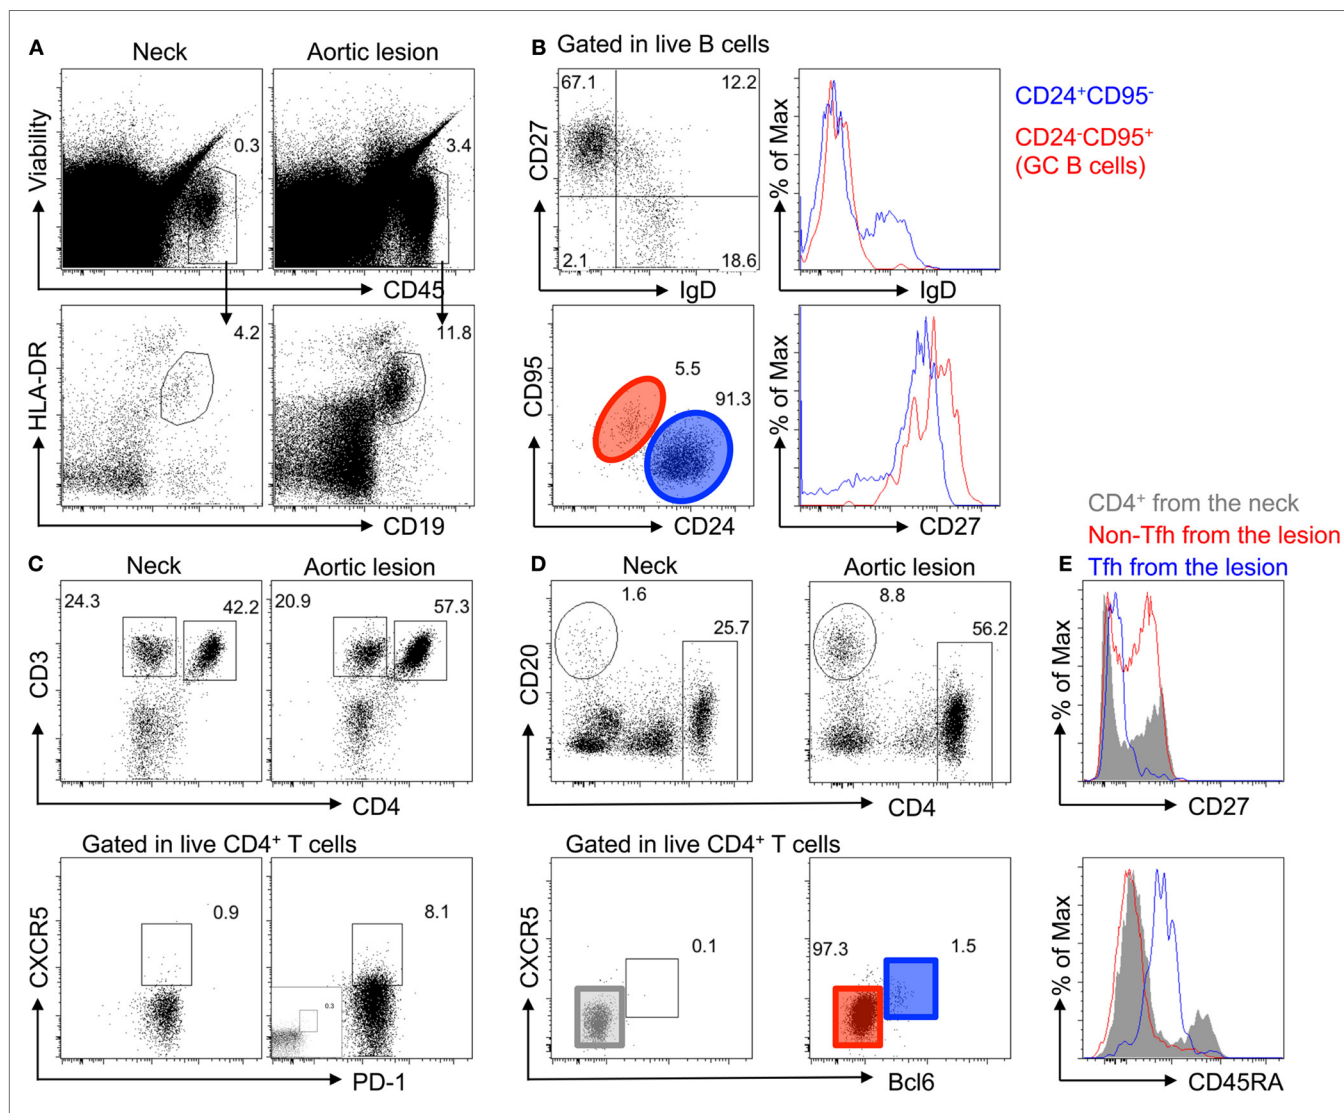 A
Neck
Aortic lesion
Viability
0.3
3.4
CD45
HLA-DR
4.2
11.8
CD19
B
Gated in live B cells
67.1
12.2
CD27
2.1
18.6
IgD
% of Max
IgD
CD24⁺CD95⁻
CD24⁻CD95⁺
(GC B cells)
CD95
5.5
91.3
CD24
% of Max
CD27
C
Neck
Aortic lesion
24.3
42.2
20.9
57.3
CD3
CD4
Gated in live CD4⁺ T cells
CXCR5
0.9
8.1
0.3
PD-1
D
Neck
Aortic lesion
1.6
25.7
8.8
56.2
CD20
CD4
Gated in live CD4⁺ T cells
CXCR5
0.1
97.3
1.5
Bcl6
CD4⁺ from the neck
Non-Tfh from the lesion
E
Tfh from the lesion
% of Max
CD27
% of Max
CD45RA